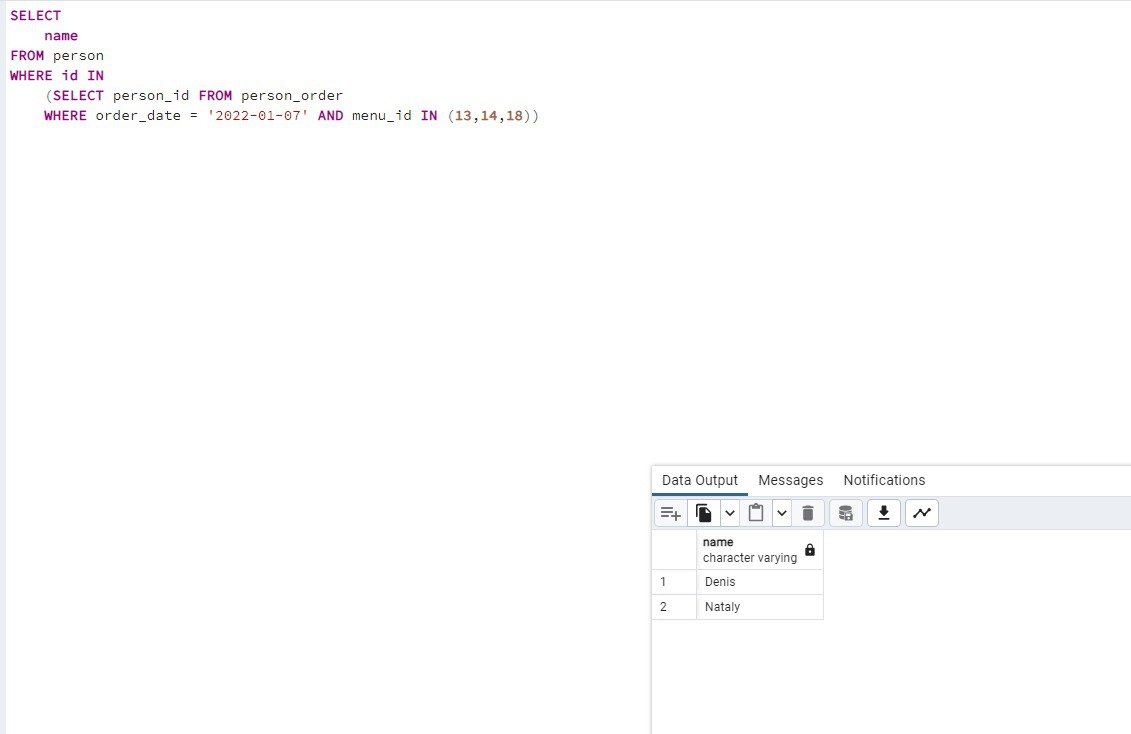 SELECT
name
FROM person
WHERE id IN
(SELECT person_id FROM person_order
WHERE order_date = '2022-01-07' AND menu_id IN (13,14,18))
Data Output Messages Notifications
name
character varying
1 Denis
2 Nataly